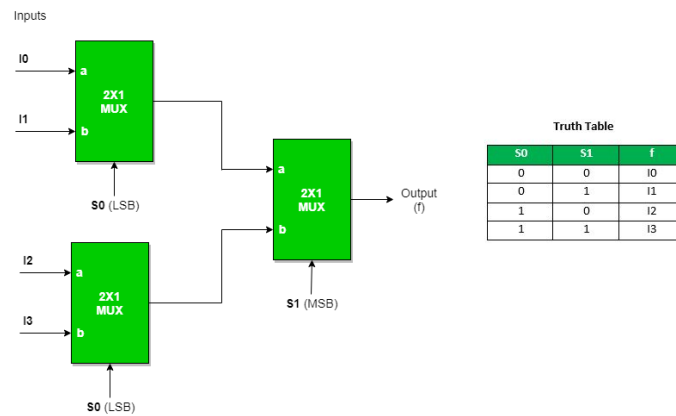 Inputs
I0
a
2X1
MUX
I1
b
S0 (LSB)
a
2X1
MUX
b
Output
(f)
S1 (MSB)
I2
a
2X1
MUX
I3
b
S0 (LSB)
Truth Table
S0 S1 f
0 0 I0
0 1 I1
1 0 I2
1 1 I3